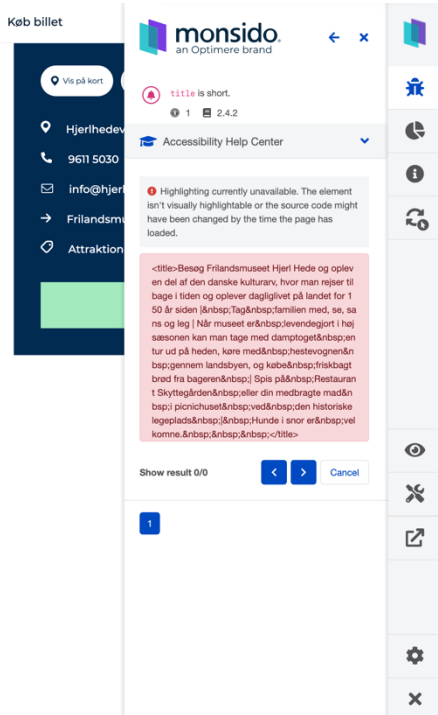 Køb billet
Vis på kort
Hjerlhedev
9611 5030
info@hjerl
Frilandsmu
Attraktion
monsido
an Optimere brand
title is short.
1 2.4.2
Accessibility Help Center
Highlighting currently unavailable. The element
isn't visually highlightable or the source code might
have been changed by the time the page has
loaded.
<title>Besøg Frilandsmuseet Hjerl Hede og oplev
en del af den danske kulturarv, hvor man rejser til
bage i tiden og oplever dagliglivet på landet for 1
50 år siden |&nbsp;Tag&nbsp;familien med, se, sa
ns og leg | Når museet er&nbsp;levendegjort i høj
sæsonen kan man tage med damptoget&nbsp;en
tur ud på heden, køre med&nbsp;hestevognen&n
bsp;gennem landsbyen, og købe&nbsp;friskbagt
brød fra bageren&nbsp;| Spis på&nbsp;Restauran
t Skyttegården&nbsp;eller din medbragte mad&n
bsp;i picnichuset&nbsp;ved&nbsp;den historiske
legeplads&nbsp;|&nbsp;Hunde i snor er&nbsp;vel
komne.&nbsp;&nbsp;&nbsp;</title>
Show result 0/0
Cancel
1